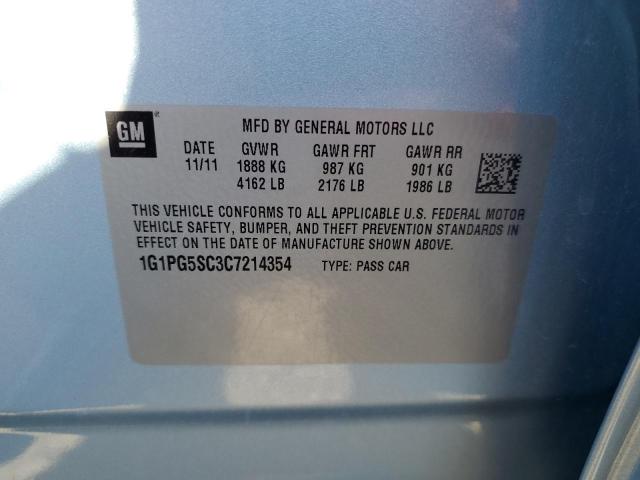 GM
MFD BY GENERAL MOTORS LLC
DATE GVWR GAWR FRT GAWR RR
11/11 1888 KG 987 KG 901 KG
4162 LB 2176 LB 1986 LB
THIS VEHICLE CONFORMS TO ALL APPLICABLE U.S. FEDERAL MOTOR
VEHICLE SAFETY, BUMPER, AND THEFT PREVENTION STANDARDS IN
EFFECT ON THE DATE OF MANUFACTURE SHOWN ABOVE.
1G1PG5SC3C7214354 TYPE: PASS CAR